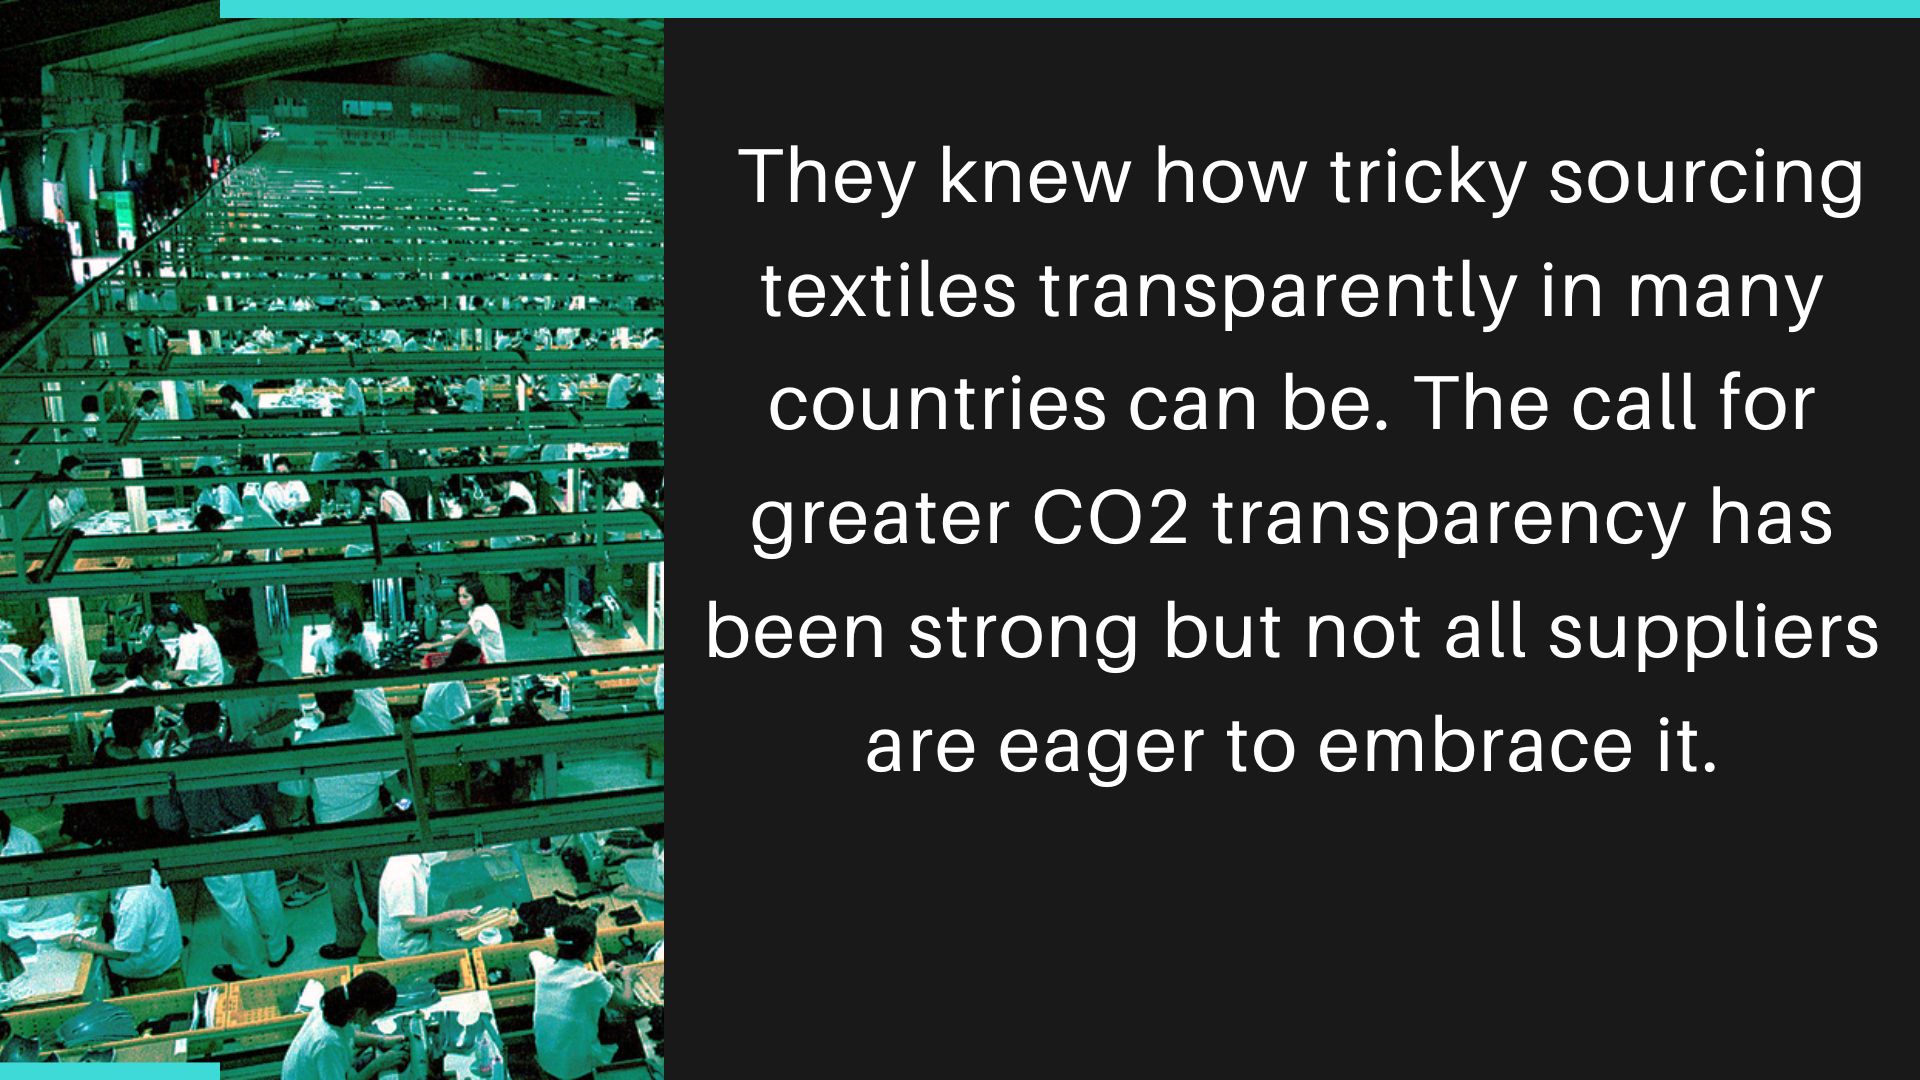 They knew how tricky sourcing
textiles transparently in many
countries can be. The call for
greater CO2 transparency has
been strong but not all suppliers
are eager to embrace it.